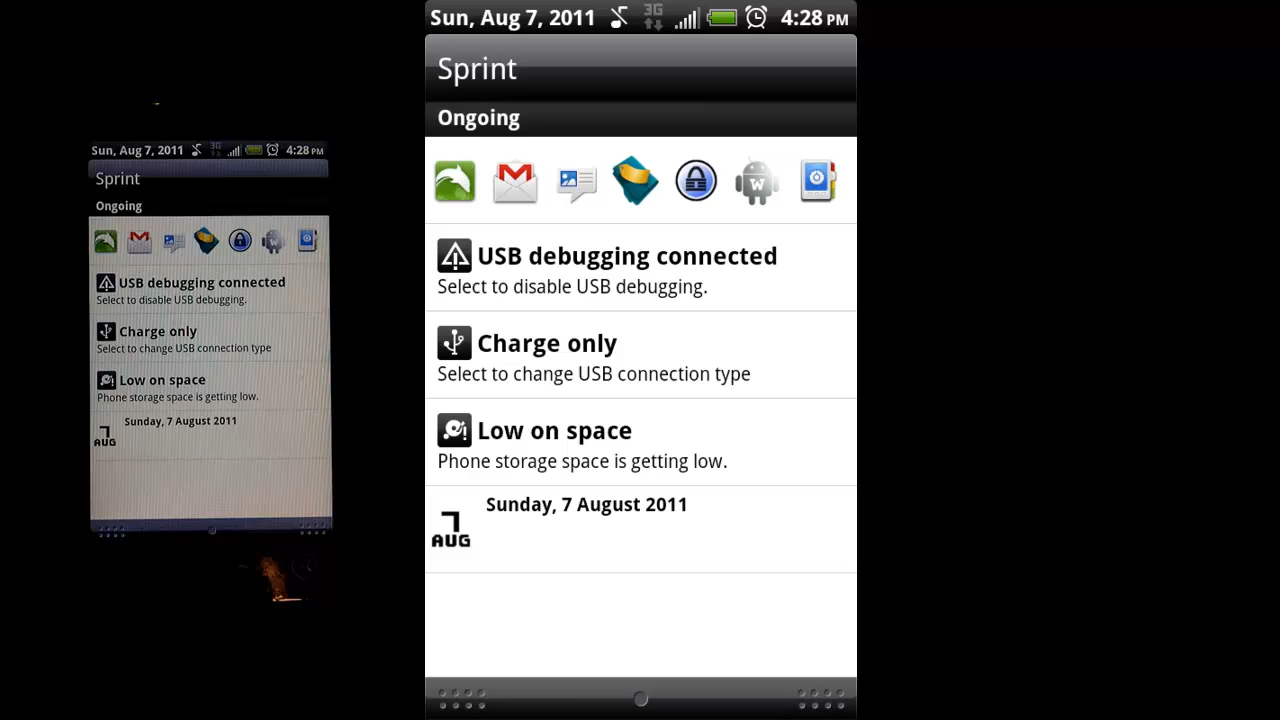 Sun, Aug 7, 2011 3G 4:28 PM
Sprint
Ongoing
USB debugging connected
Select to disable USB debugging.
Charge only
Select to change USB connection type
Low on space
Phone storage space is getting low.
Sunday, 7 August 2011
7
AUG
Sun, Aug 7, 2011 3G 4:28 PM
Sprint
Ongoing
W
USB debugging connected
Select to disable USB debugging.
Charge only
Select to change USB connection type
Low on space
Phone storage space is getting low.
Sunday, 7 August 2011
7
AUG